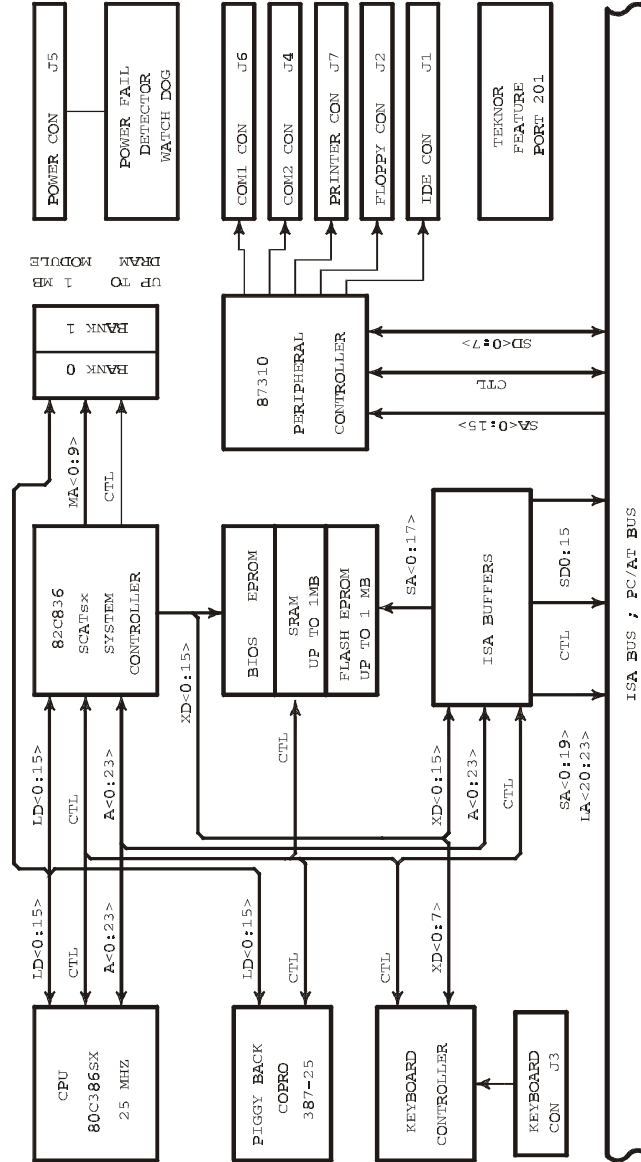 CPU
80C386SX
25 MHZ
LD<0:15>
CTL
A<0:23>
LD<0:15>
CTL
A<0:23>
82C836
SCATsx
SYSTEM
CONTROLLER
MA<0:9>
CTL
BANK 0
BANK 1
UP TO 1 MB
DRAM MODULE
POWER CON J5
POWER FAIL
DETECTOR
WATCH DOG
PIGGY BACK
COPRO
387-25
LD<0:15>
CTL
CTL
XD<0:15>
BIOS EPROM
SRAM
UP TO 1MB
FLASH EPROM
UP TO 1 MB
SA<0:17>
87310
PERIPHERAL
CONTROLLER
COM1 CON J6
COM2 CON J4
PRINTER CON J7
FLOPPY CON J2
IDE CON J1
KEYBOARD
CONTROLLER
CTL
XD<0:7>
XD<0:15>
A<0:23>
CTL
ISA BUFFERS
KEYBOARD
CON J3
SA<0:19>
LA<20:23>
CTL
SD0:15
SA<0:15>
CTL
SD<0:7>
TEKNOR
FEATURE
PORT 201
ISA BUS ; PC/AT BUS